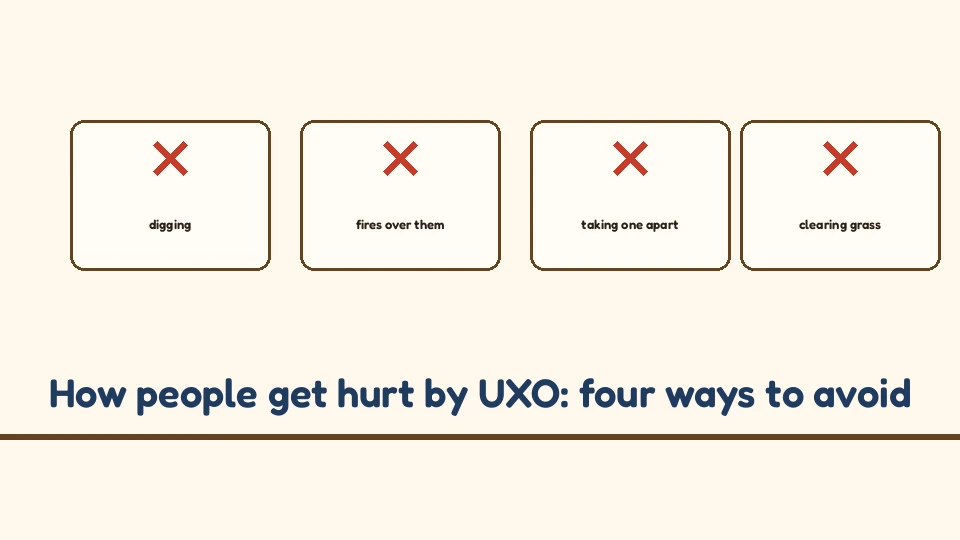 digging
fires over them
taking one apart
clearing grass
How people get hurt by UXO: four ways to avoid